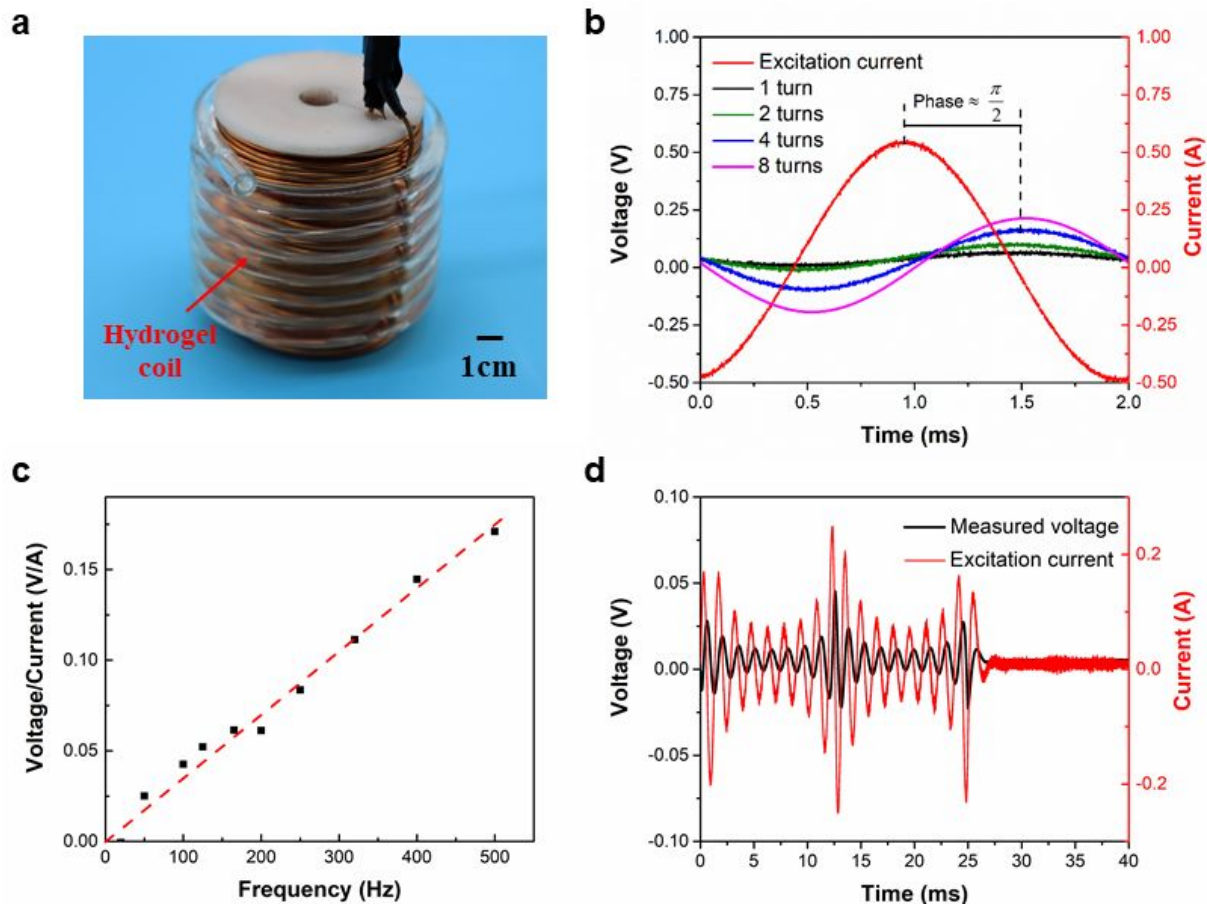 a
Hydrogel
coil
1cm
b
Excitation current
1 turn
2 turns
4 turns
8 turns
Phase ≈ π/2
1.00
0.75
0.50
0.25
0.00
-0.25
-0.50
Voltage (V)
1.00
0.75
0.50
0.25
0.00
-0.25
-0.50
Current (A)
0.0 0.5 1.0 1.5 2.0
Time (ms)
c
0.15
0.10
0.05
0.00
Voltage/Current (V/A)
0 100 200 300 400 500
Frequency (Hz)
d
Measured voltage
Excitation current
0.10
0.05
0.00
-0.05
-0.10
Voltage (V)
0.2
0.0
-0.2
Current (A)
0 5 10 15 20 25 30 35 40
Time (ms)